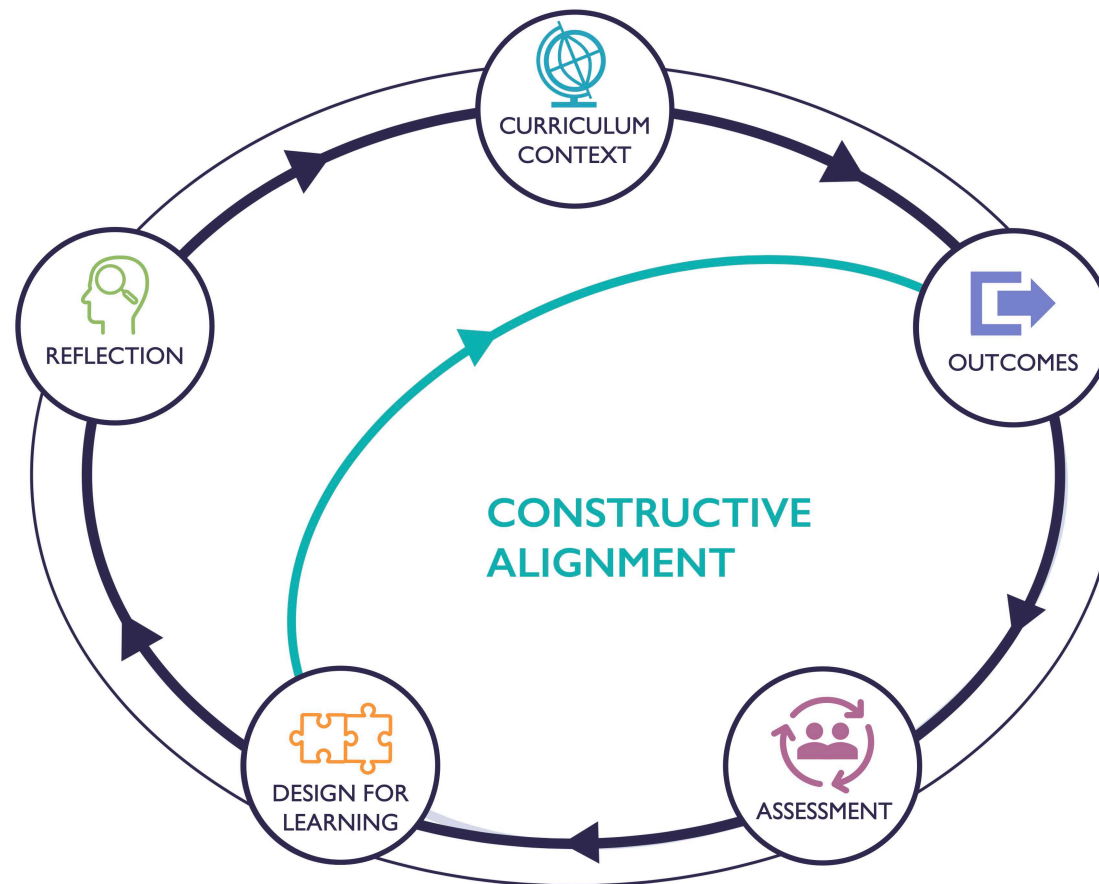 CURRICULUM
CONTEXT
OUTCOMES
ASSESSMENT
DESIGN FOR
LEARNING
REFLECTION
CONSTRUCTIVE
ALIGNMENT